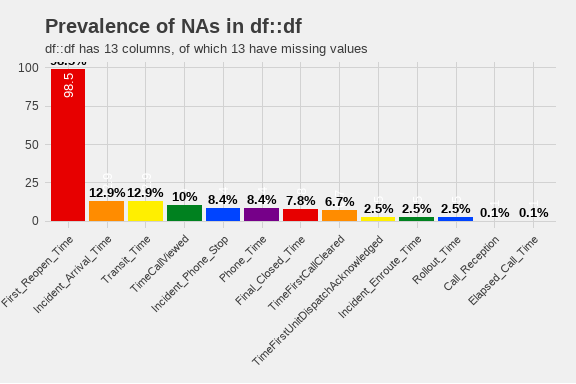 Prevalence of NAs in df::df
df::df has 13 columns, of which 13 have missing values
100
75
50
25
0
98.5%
98.5
12.9%
12.9%
10%
8.4%
8.4%
7.8%
6.7%
2.5%
2.5%
2.5%
0.1%
0.1%
First_Reopen_Time
Incident_Arrival_Time
Transit_Time
TimeCallViewed
Incident_Phone_Stop
Phone_Time
Final_Closed_Time
TimeFirstCallCleared
TimeFirstUnitDispatchAcknowledged
Incident_Enroute_Time
Rollout_Time
Call_Reception
Elapsed_Call_Time